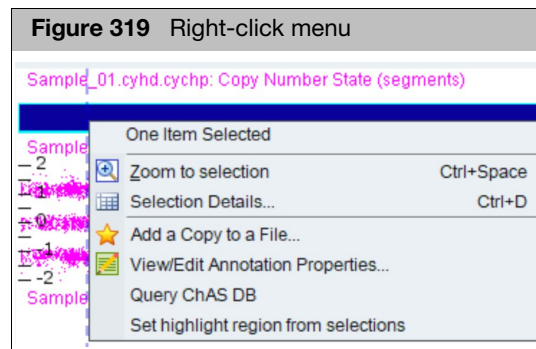 Figure 319 Right-click menu
Sample_01.cyhd.cychp: Copy Number State (segments)
One Item Selected
Sample
2
Zoom to selection Ctrl+Space
1
Selection Details... Ctrl+D
0
Add a Copy to a File...
-1
View/Edit Annotation Properties...
-2
Query ChAS DB
Sample
Set highlight region from selections